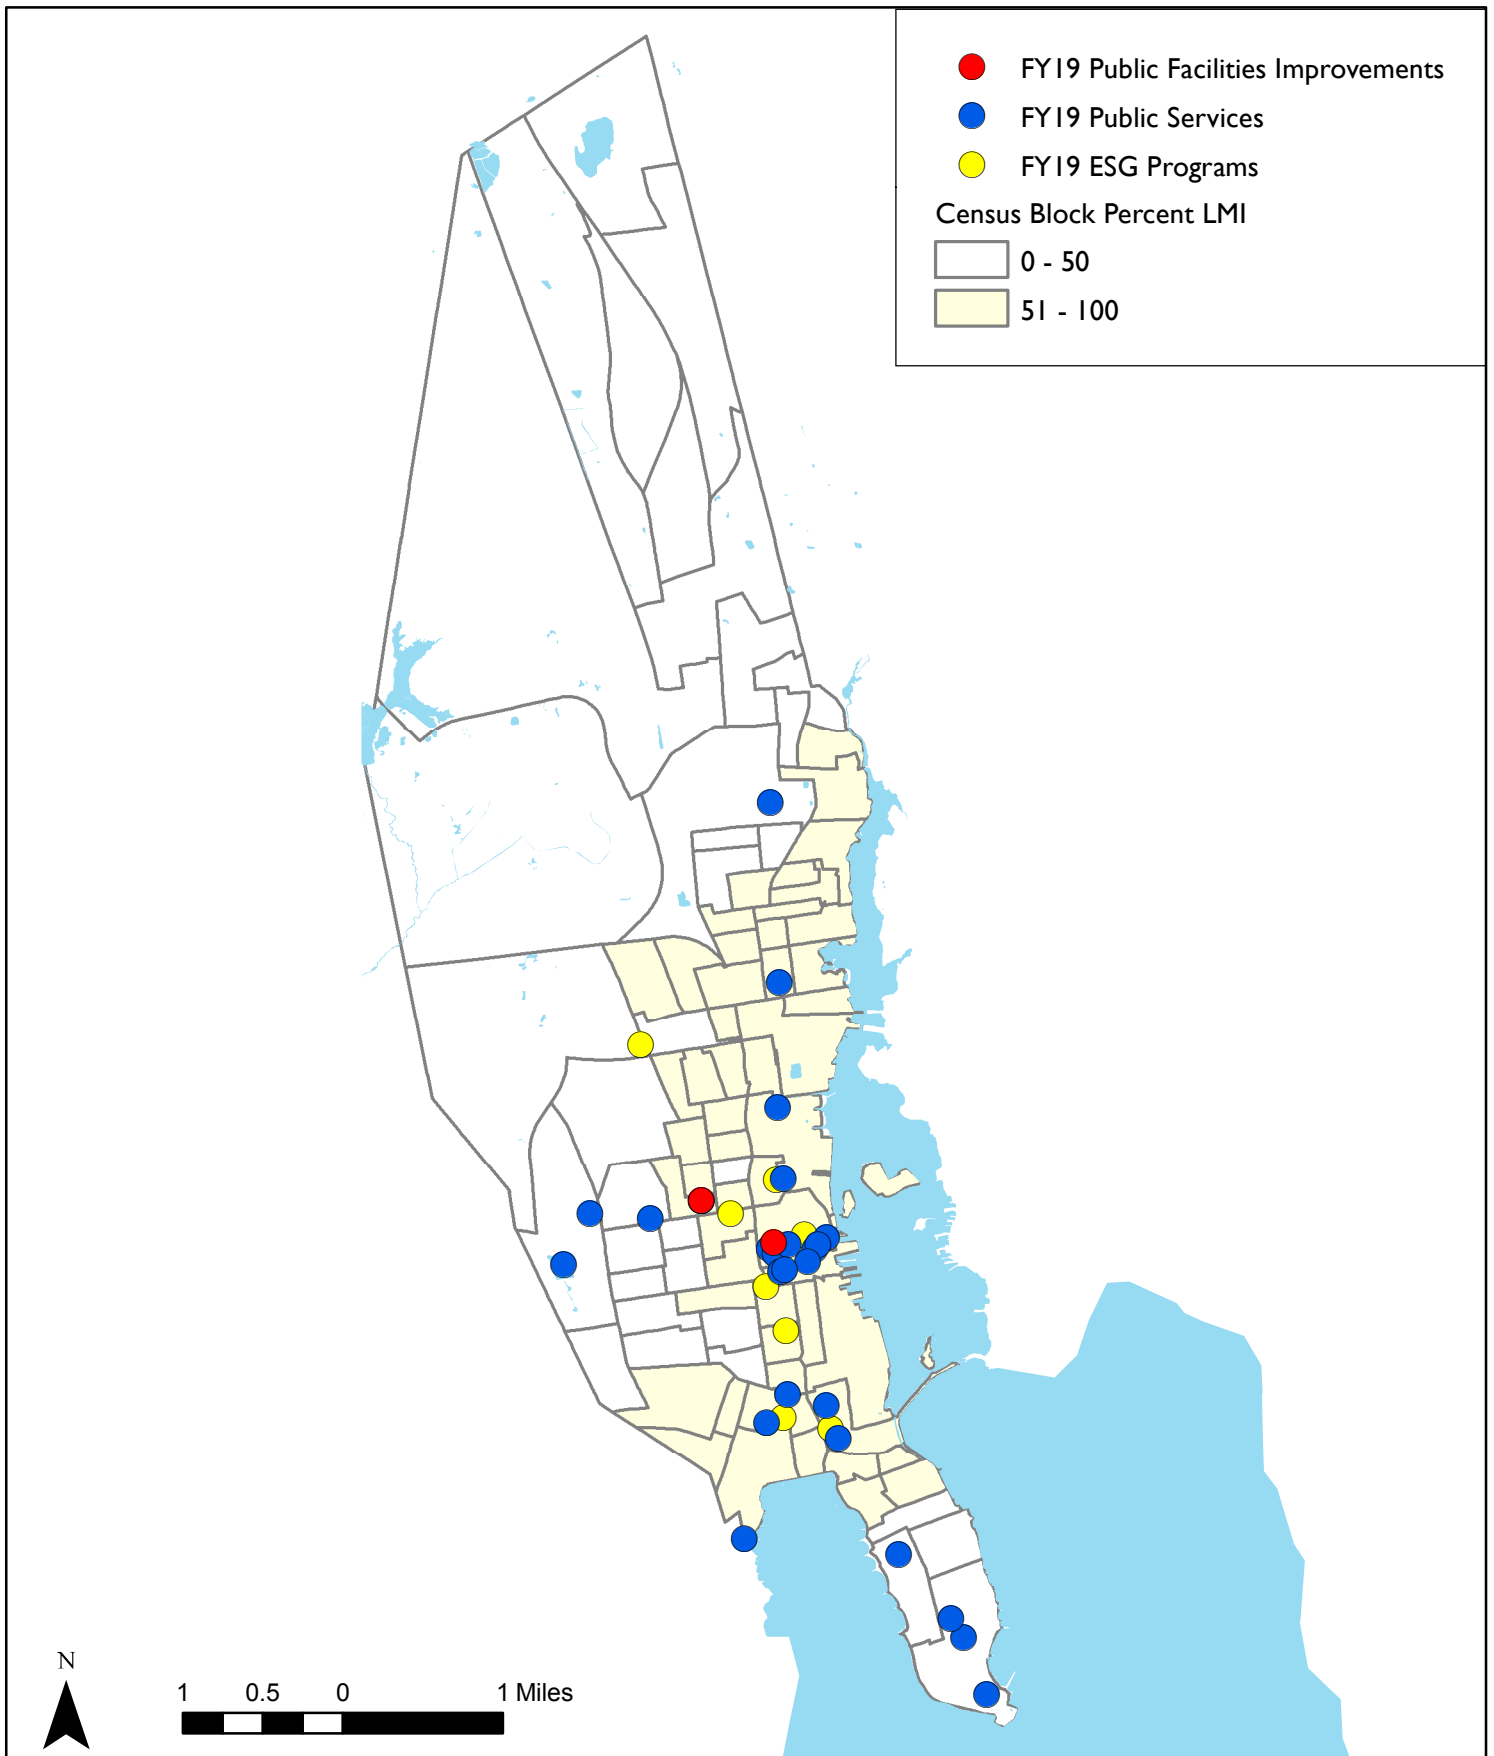 FY19 Public Facilities Improvements
FY19 Public Services
FY19 ESG Programs
Census Block Percent LMI
0 - 50
51 - 100
N
1 0.5 0 1 Miles